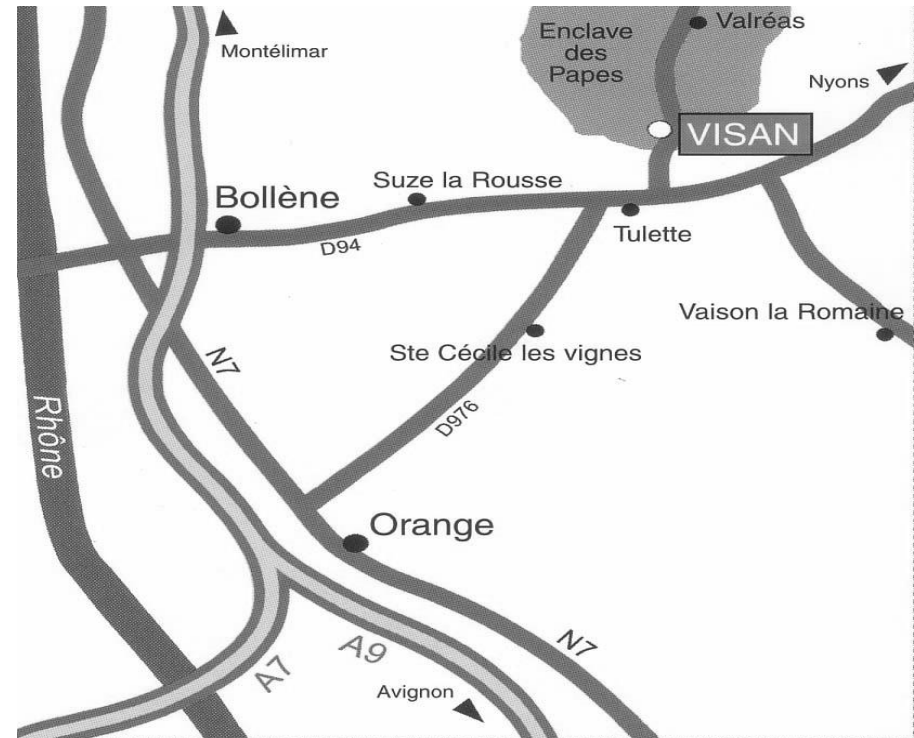 Montélimar
Enclave
des
Papes
Valréas
Nyons
VISAN
Suze la Rousse
Bollène
Tulette
D94
Vaison la Romaine
N7
Ste Cécile les vignes
Rhône
D976
Orange
N7
A9
A7
Avignon